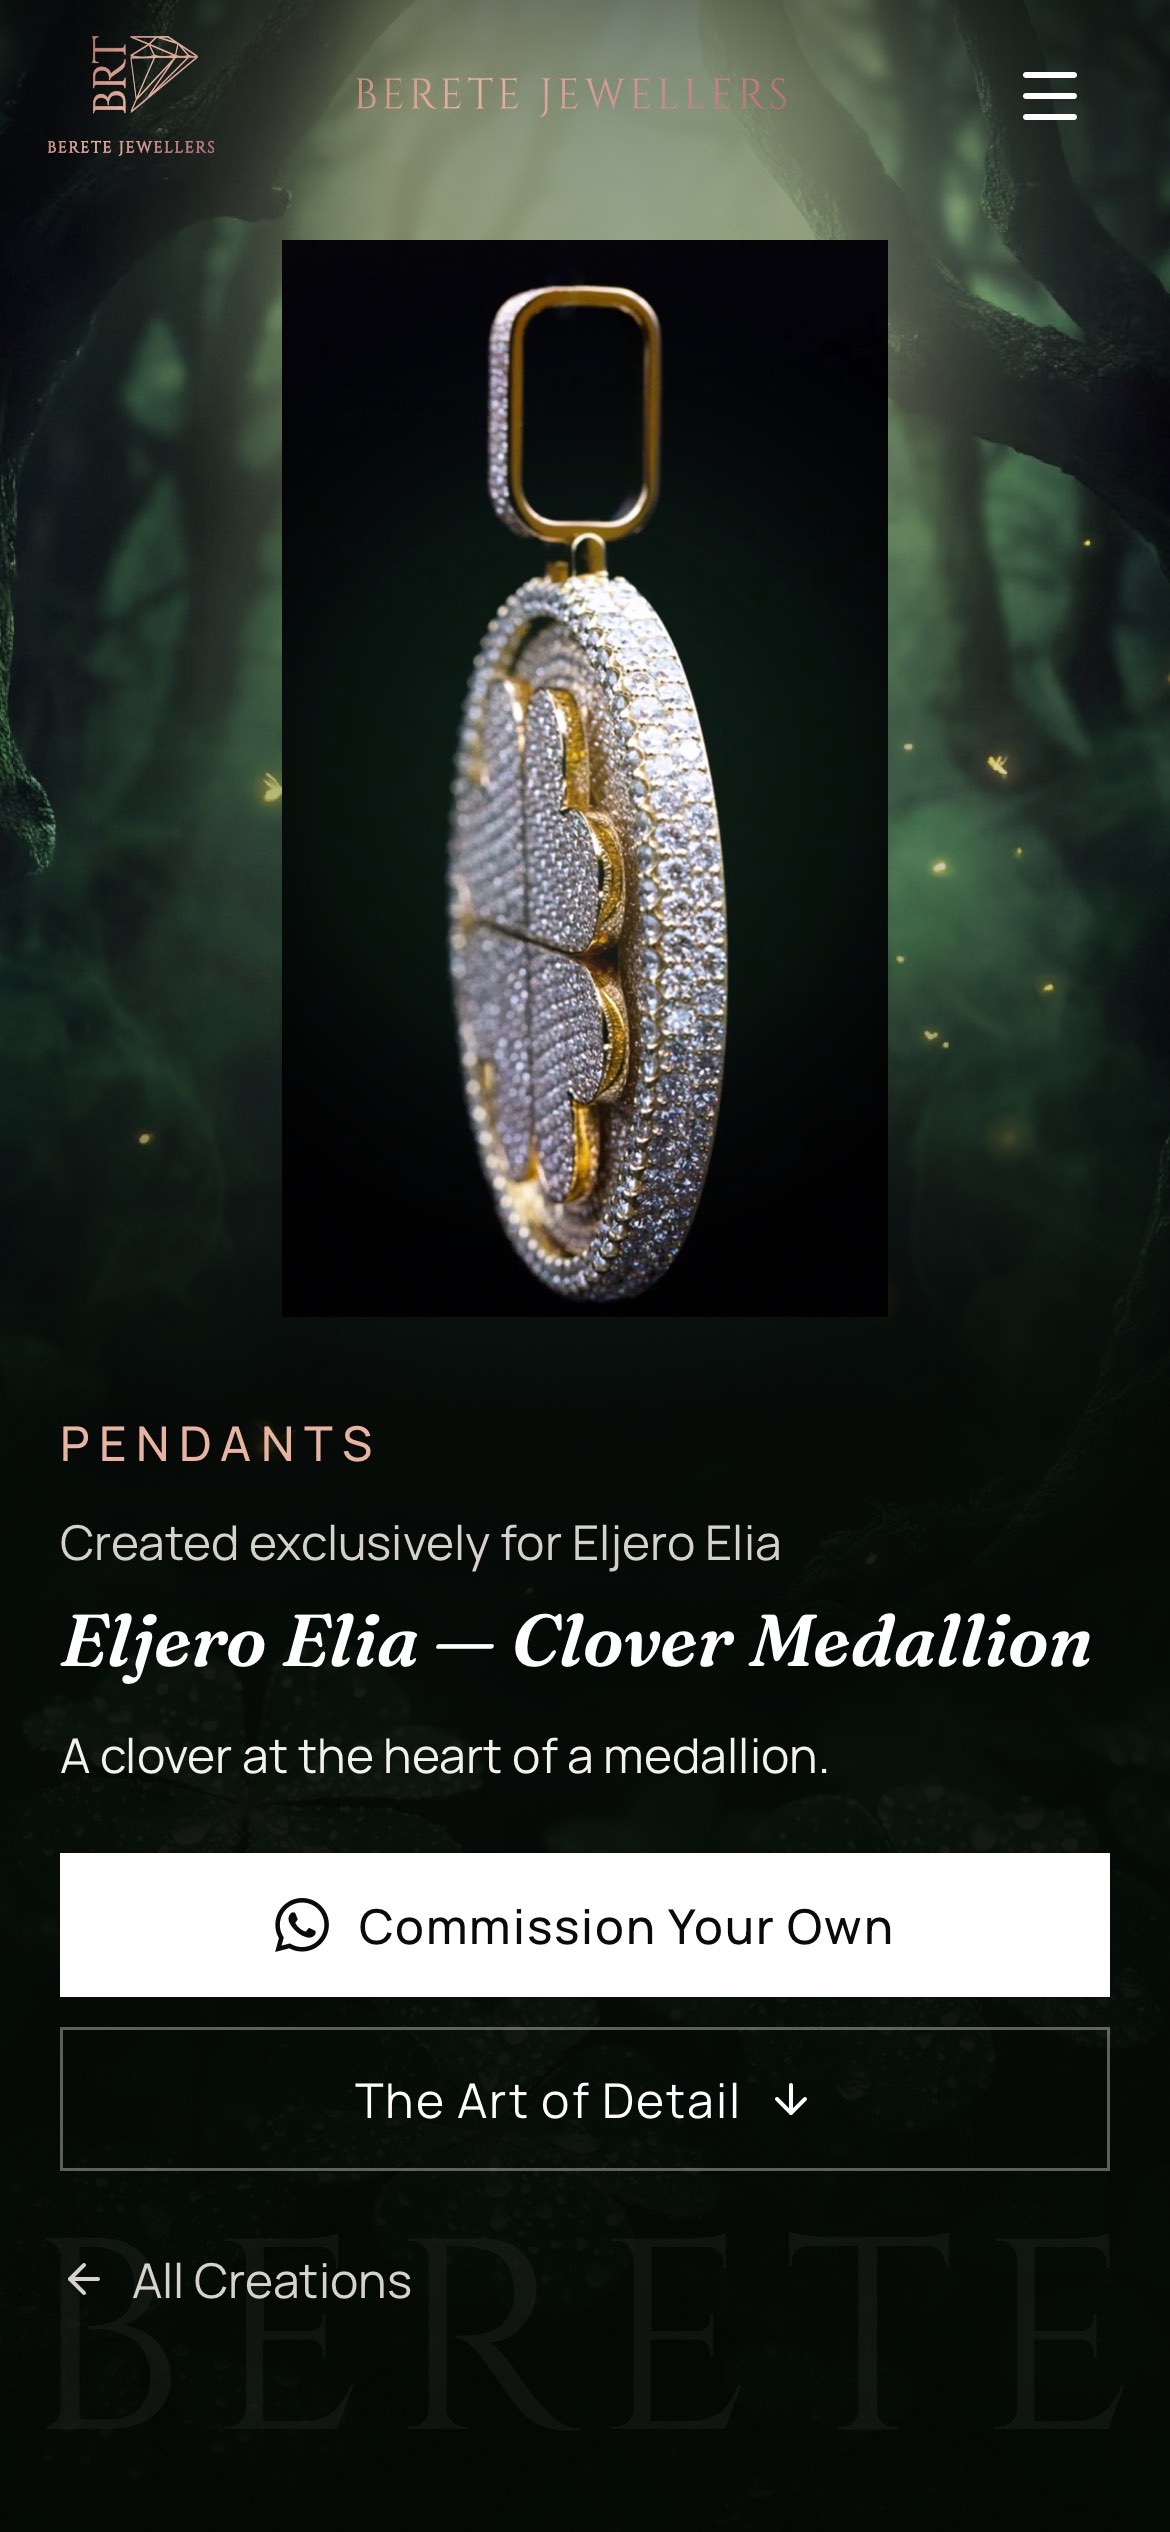 BRT
BERETE JEWELLERS
BERETE JEWELLERS
PENDANTS
Created exclusively for Eljero Elia
Eljero Elia — Clover Medallion
A clover at the heart of a medallion.
Commission Your Own
The Art of Detail ↓
← All Creations
BERETE